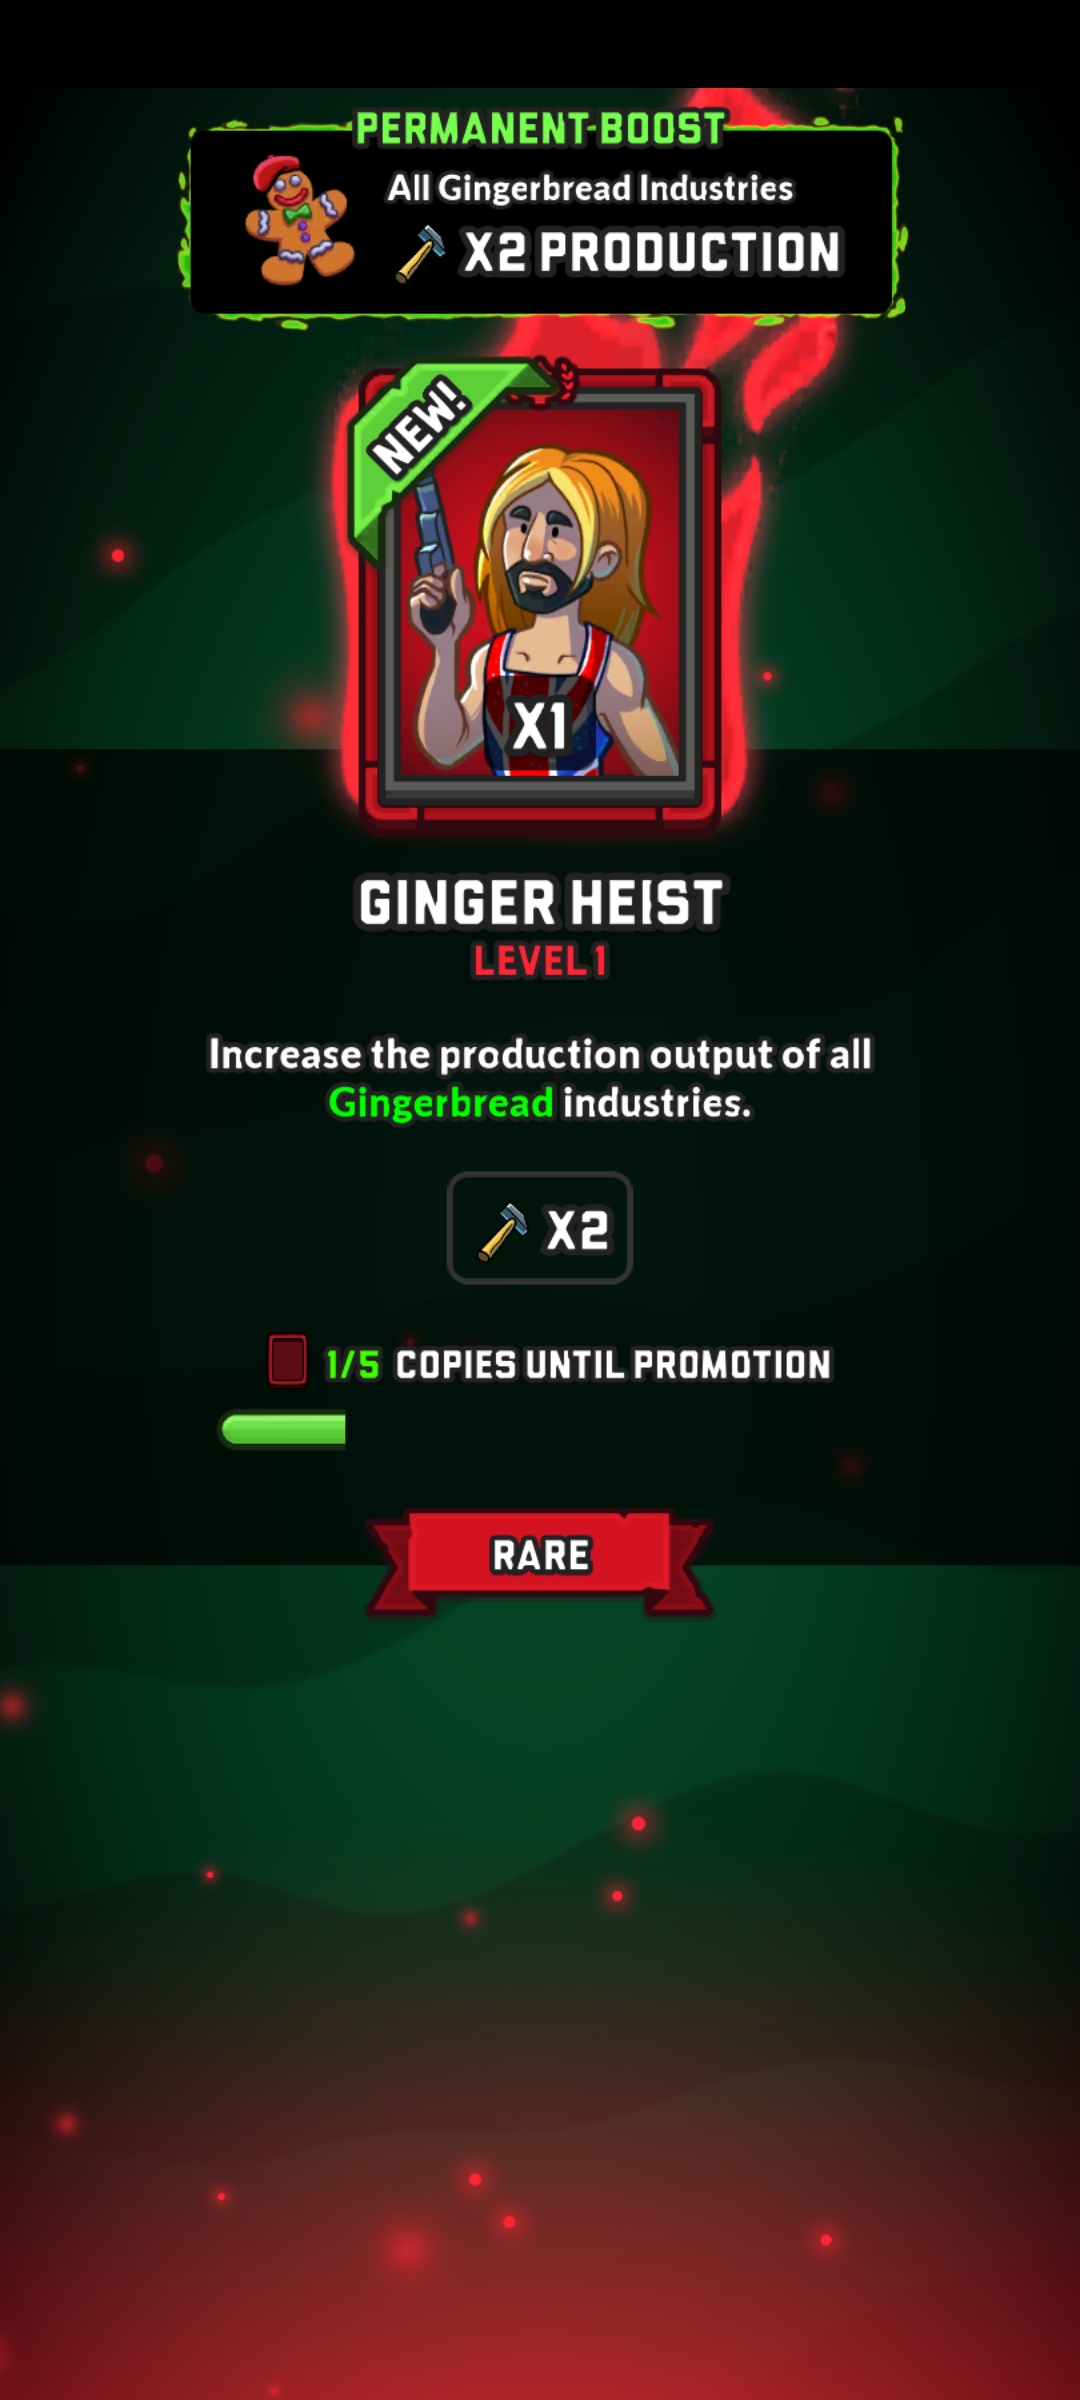 PERMANENT BOOST
All Gingerbread Industries
X2 PRODUCTION
NEW!
X1
GINGER HEIST
LEVEL 1
Increase the production output of all
Gingerbread industries.
X2
1/5 COPIES UNTIL PROMOTION
RARE